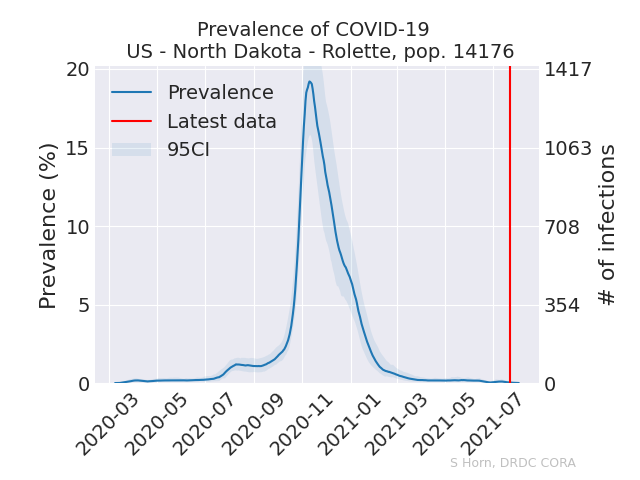 Prevalence of COVID-19
US - North Dakota - Rolette, pop. 14176
Prevalence
Latest data
95CI
Prevalence (%)
20
15
10
5
0
1417
1063
708
354
0
# of infections
2020-03
2020-05
2020-07
2020-09
2020-11
2021-01
2021-03
2021-05
2021-07
S Horn, DRDC CORA